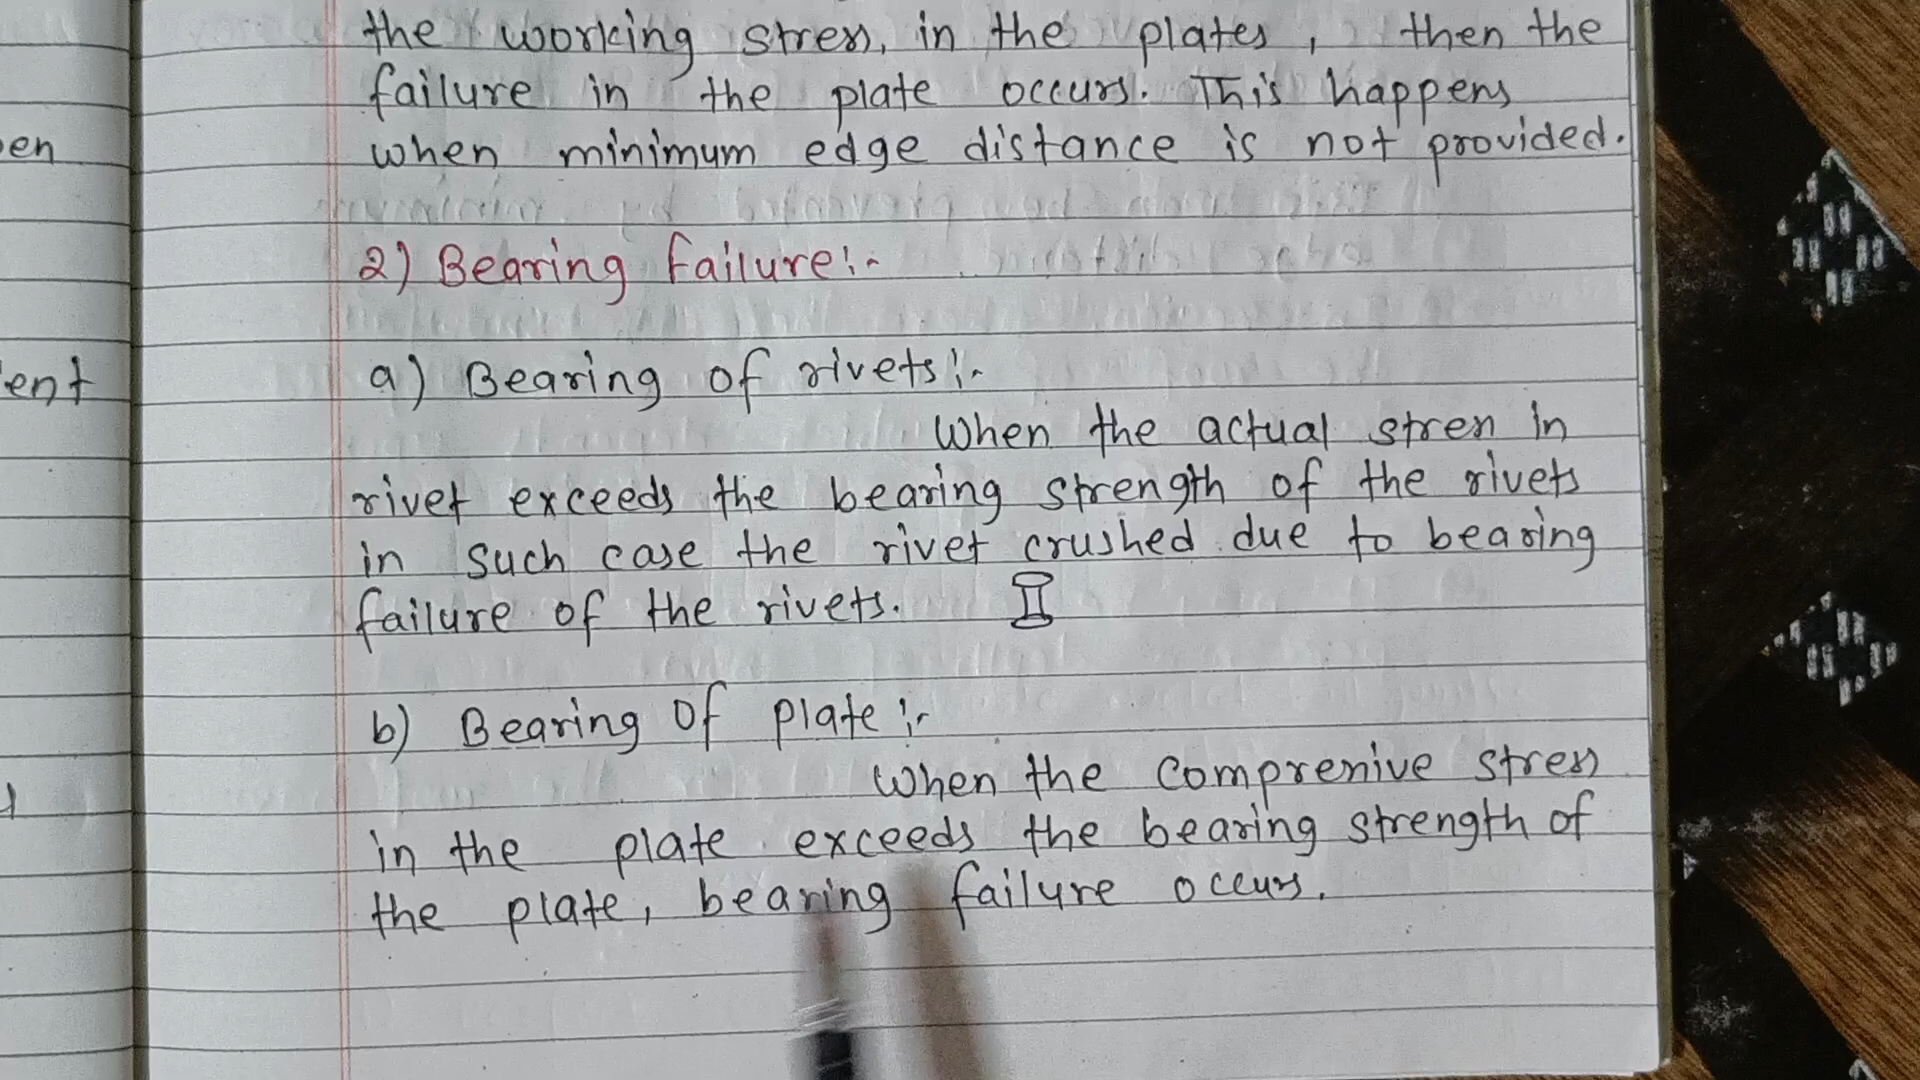 the working stress, in the plates, then the
failure in the plate occurs. This happens
when minimum edge distance is not provided.
2) Bearing Failure:-
a) Bearing of rivets:-
When the actual stress in
rivet exceeds the bearing strength of the rivets
in such case the rivet crushed due to bearing
failure of the rivets.
b) Bearing of plate:-
When the compressive stress
in the plate exceeds the bearing strength of
the plate, bearing failure occurs.
en
ent